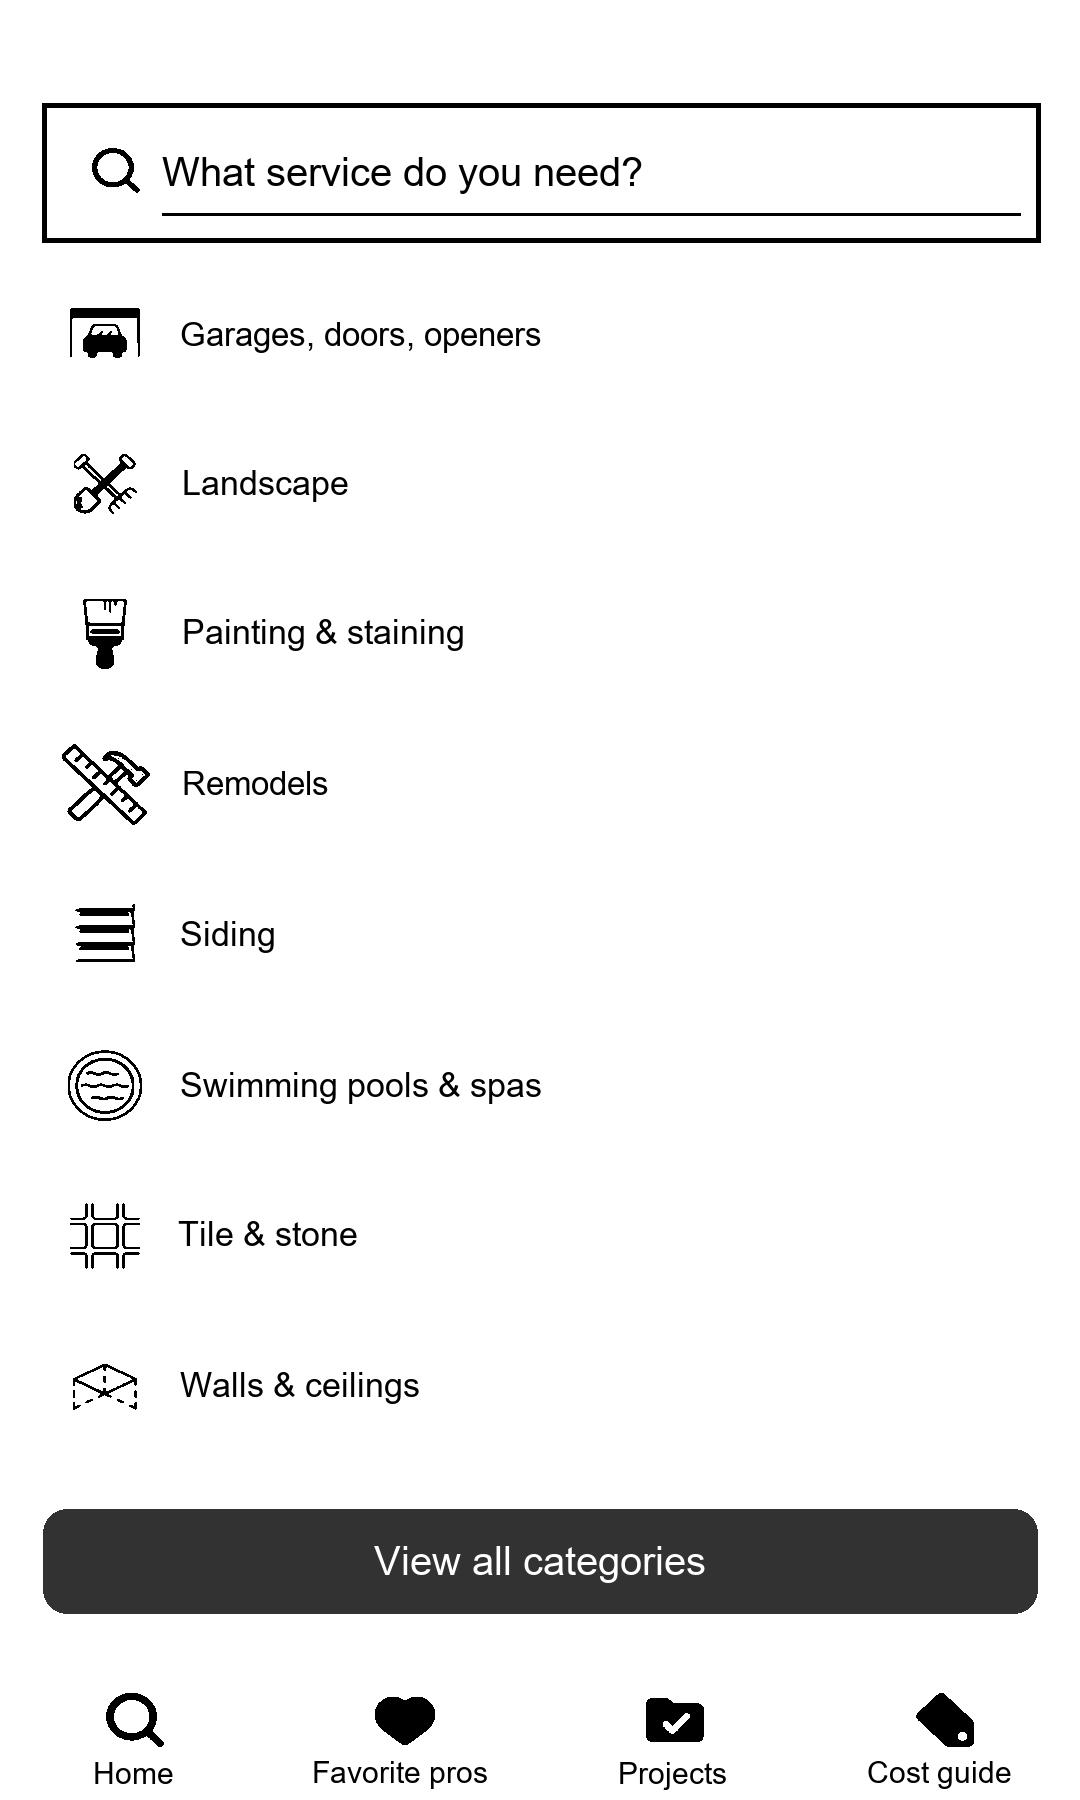 What service do you need?
Garages, doors, openers
Landscape
Painting & staining
Remodels
Siding
Swimming pools & spas
Tile & stone
Walls & ceilings
View all categories
Home
Favorite pros
Projects
Cost guide